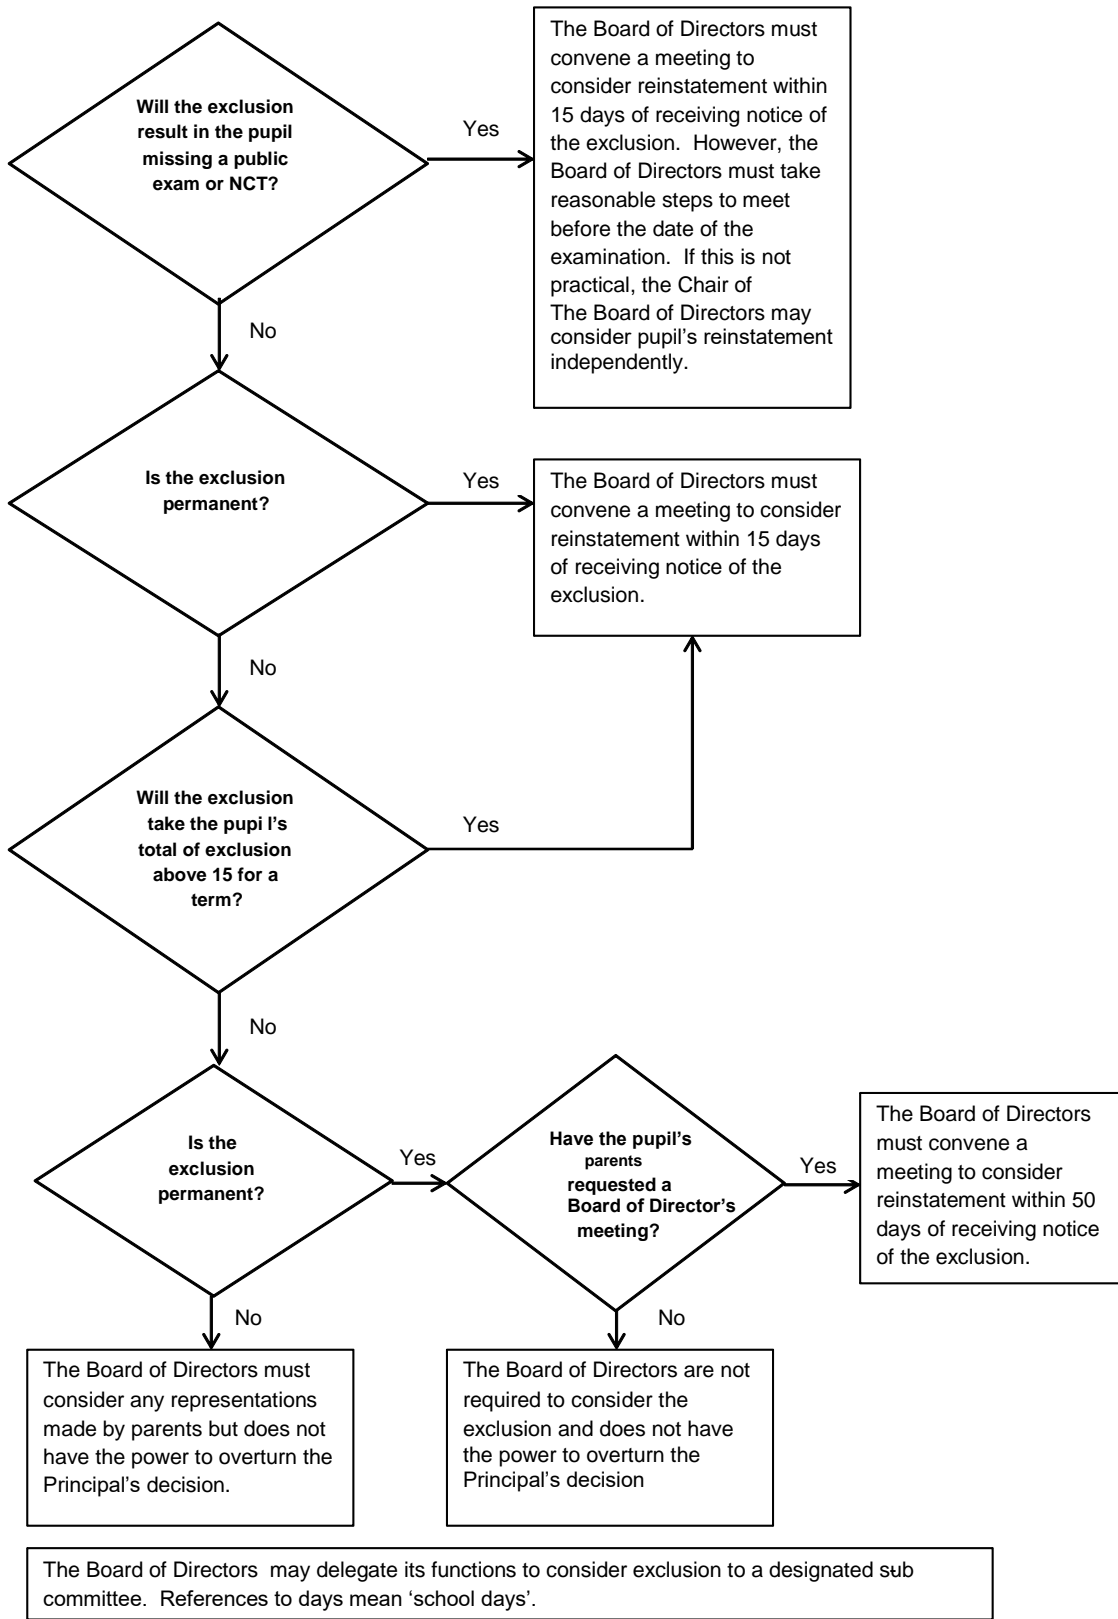 Will the exclusion
result in the pupil
missing a public
exam or NCT?
Yes
The Board of Directors must
convene a meeting to
consider reinstatement within
15 days of receiving notice of
the exclusion. However, the
Board of Directors must take
reasonable steps to meet
before the date of the
examination. If this is not
practical, the Chair of
The Board of Directors may
consider pupil’s reinstatement
independently.
No
Is the exclusion
permanent?
Yes
The Board of Directors must
convene a meeting to consider
reinstatement within 15 days
of receiving notice of the
exclusion.
No
Will the exclusion
take the pupi l’s
total of exclusion
above 15 for a
term?
Yes
No
Is the
exclusion
permanent?
Yes
Have the pupil’s
parents
requested a
Board of Director’s
meeting?
Yes
The Board of Directors
must convene a
meeting to consider
reinstatement within 50
days of receiving notice
of the exclusion.
No
No
The Board of Directors must
consider any representations
made by parents but does not
have the power to overturn the
Principal’s decision.
The Board of Directors are not
required to consider the
exclusion and does not have
the power to overturn the
Principal’s decision
The Board of Directors may delegate its functions to consider exclusion to a designated sub
committee. References to days mean ‘school days’.